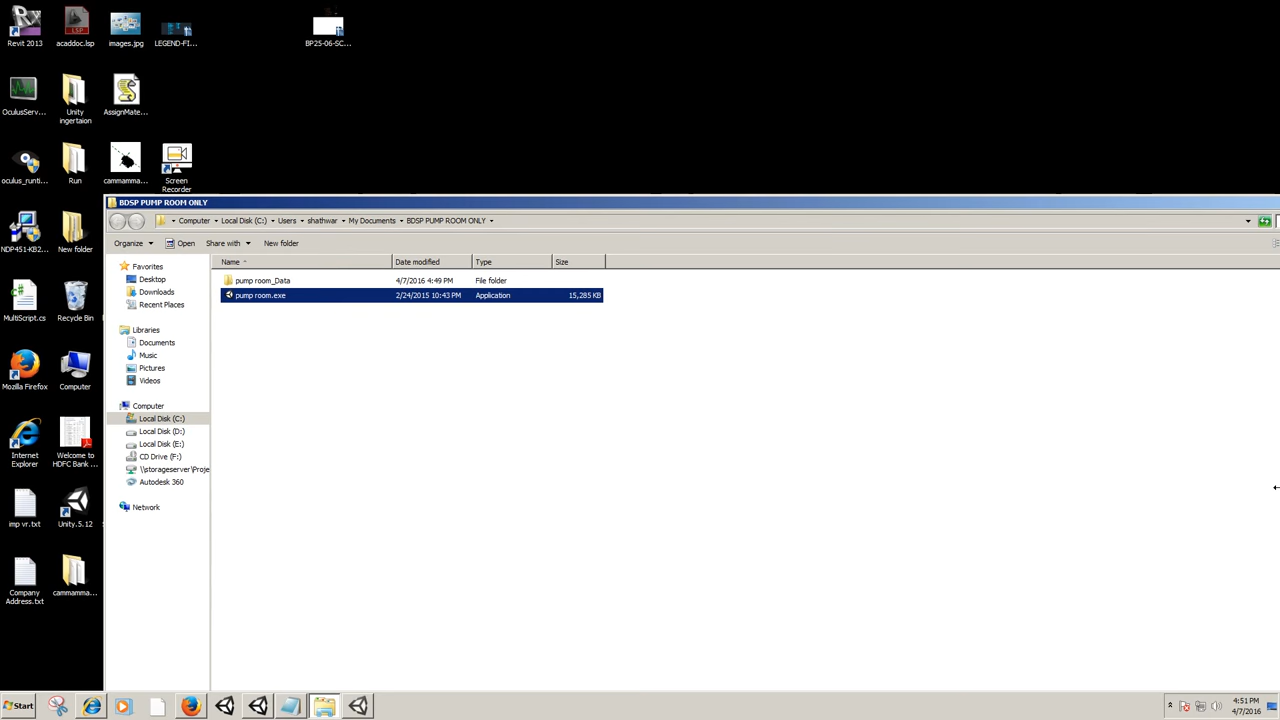 Revit 2013
acaddoc.lsp
images.jpg
LEGEND-FI...
BP25-06-SC...
OculusServ...
Unity
ingertaion
AssignMate...
oculus_runti...
Run
cammamma...
Screen
Recorder
BDSP PUMP ROOM ONLY
Computer
Local Disk (C:)
Users
shathwar
My Documents
BDSP PUMP ROOM ONLY
NDP451-KB2...
New folder
Organize
Open
Share with
New folder
Name
Date modified
Type
Size
Favorites
Desktop
Downloads
Recent Places
pump room_Data
4/7/2016 4:49 PM
File folder
pump room.exe
2/24/2015 10:43 PM
Application
15,285 KB
MultiScript.cs
Recycle Bin
Libraries
Documents
Music
Pictures
Videos
Mozilla Firefox
Computer
Computer
Local Disk (C:)
Local Disk (D:)
Local Disk (E:)
CD Drive (F:)
\\storageserver\Proje
Autodesk 360
Internet
Explorer
Welcome to
HDFC Bank ...
Network
imp vr.txt
Unity.5.12
Company
Address.txt
cammamma...
Start
4:51 PM
4/7/2016